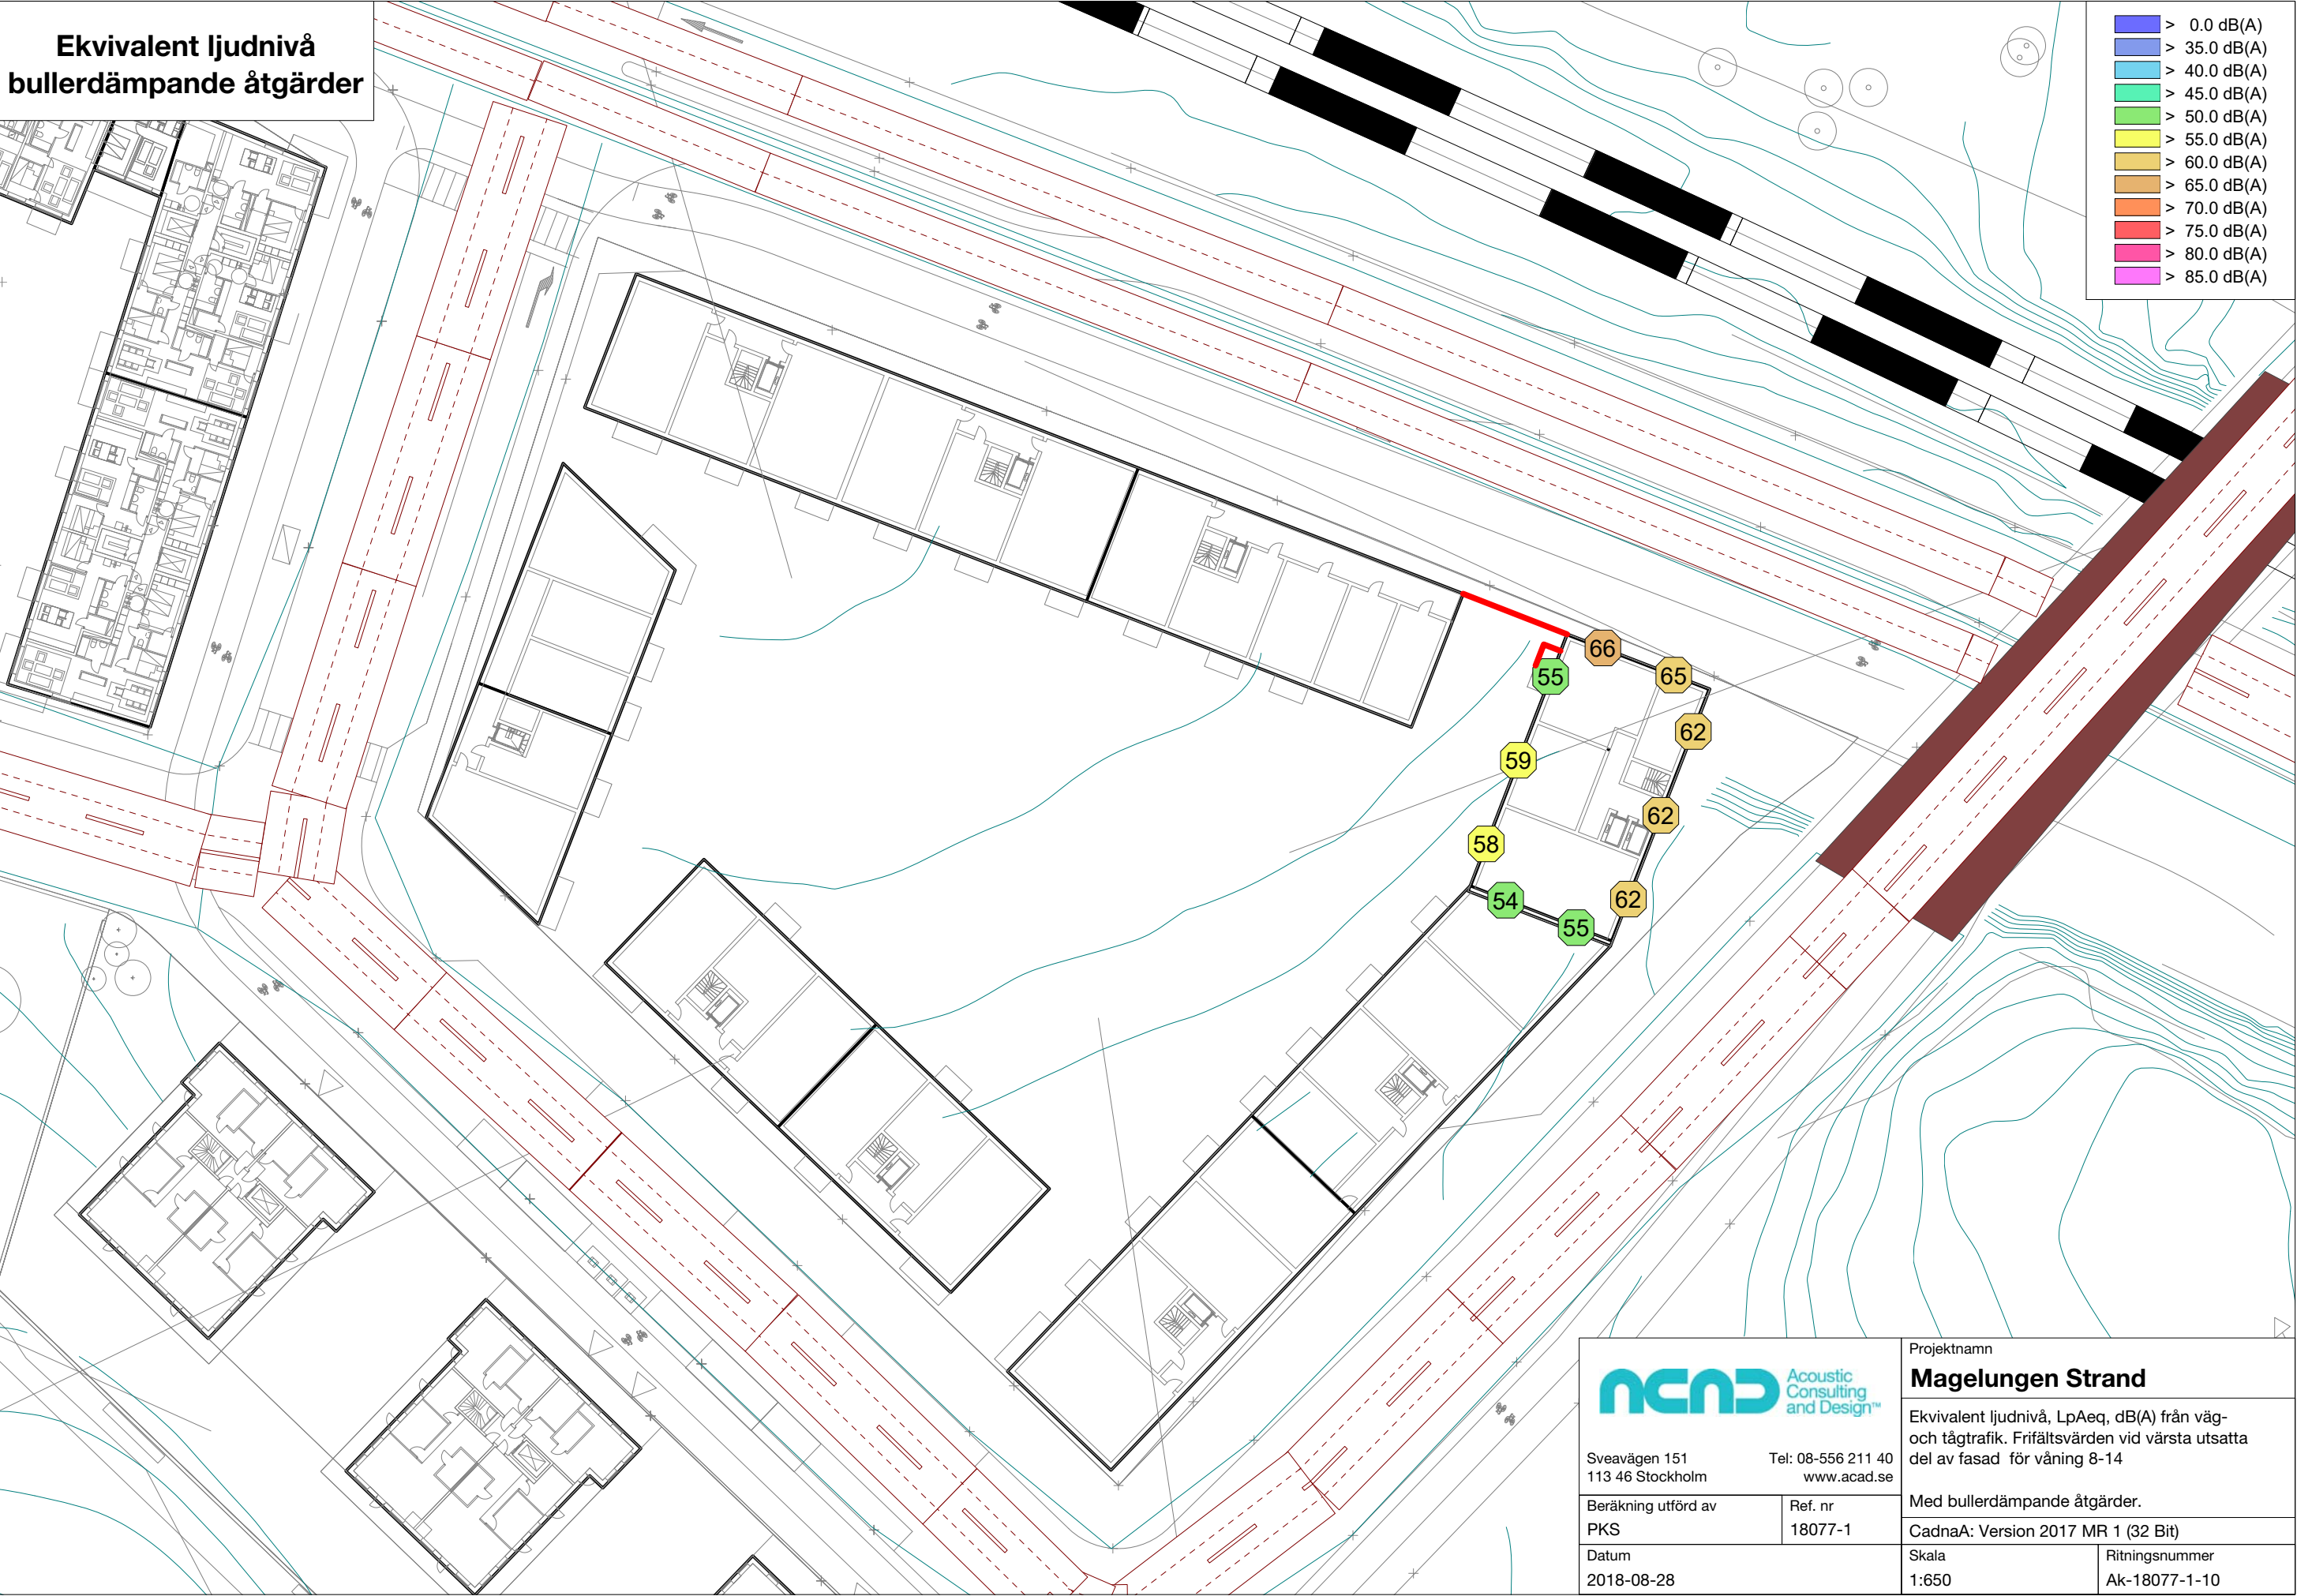 Ekvivalent ljudnivå
bullerdämpande åtgärder
> 0.0 dB(A)
> 35.0 dB(A)
> 40.0 dB(A)
> 45.0 dB(A)
> 50.0 dB(A)
> 55.0 dB(A)
> 60.0 dB(A)
> 65.0 dB(A)
> 70.0 dB(A)
> 75.0 dB(A)
> 80.0 dB(A)
> 85.0 dB(A)
66
55
65
62
59
62
58
62
54
55
acad Acoustic
Consulting
and Design™
Sveavägen 151 Tel: 08-556 211 40
113 46 Stockholm www.acad.se
Beräkning utförd av
PKS
Ref. nr
18077-1
Datum
2018-08-28
Projektnamn
Magelungen Strand
Ekvivalent ljudnivå, LpAeq, dB(A) från väg-
och tågtrafik. Frifältsvärden vid värsta utsatta
del av fasad för våning 8-14
Med bullerdämpande åtgärder.
CadnaA: Version 2017 MR 1 (32 Bit)
Skala
1:650
Ritningsnummer
Ak-18077-1-10